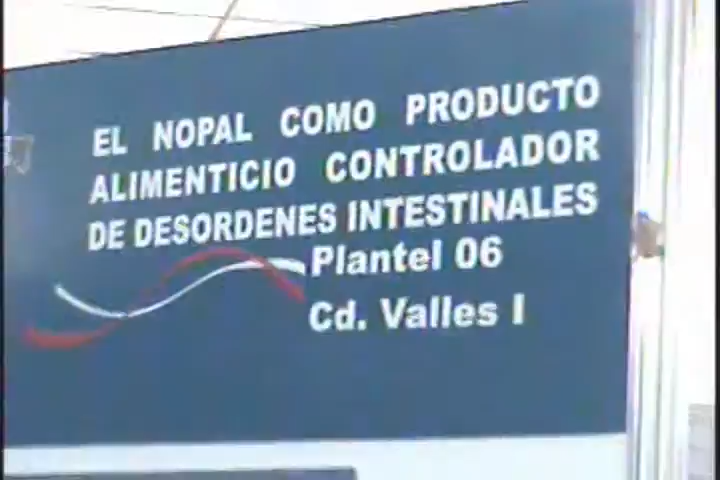 EL NOPAL COMO PRODUCTO
ALIMENTICIO CONTROLADOR
DE DESORDENES INTESTINALES
Plantel 06
Cd. Valles I